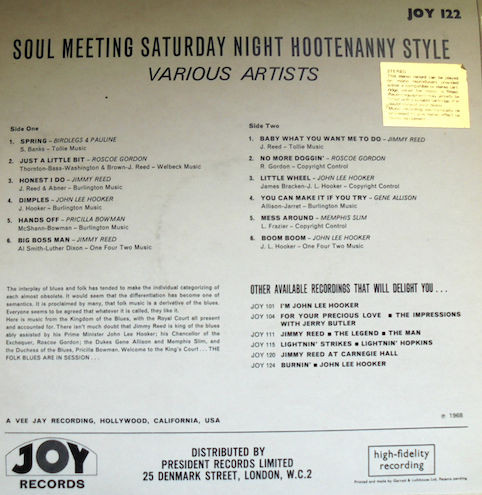 JOY 122
SOUL MEETING SATURDAY NIGHT HOOTENANNY STYLE
VARIOUS ARTISTS
STEREO
Side One
1. SPRING – BIRDLEGS & PAULINE
S. Banks – Tollie Music
2. JUST A LITTLE BIT – ROSCOE GORDON
Thornton-Bass-Washington & Brown-J. Reed – Welbeck Music
3. HONEST I DO – JIMMY REED
J. Reed & Abner – Burlington Music
4. DIMPLES – JOHN LEE HOOKER
J. Hooker – Burlington Music
5. HANDS OFF – PRICILLA BOWMAN
McShann-Bowman – Burlington Music
6. BIG BOSS MAN – JIMMY REED
Al Smith-Luther Dixon – One Four Two Music
Side Two
1. BABY WHAT YOU WANT ME TO DO – JIMMY REED
J. Reed – Tollie Music
2. NO MORE DOGGIN' – ROSCOE GORDON
R. Gordon – Copyright Control
3. LITTLE WHEEL – JOHN LEE HOOKER
James Bracken-J. L. Hooker – Copyright Control
4. YOU CAN MAKE IT IF YOU TRY – GENE ALLISON
Allison-Jarret – Burlington Music
5. MESS AROUND – MEMPHIS SLIM
L. Frazier – Copyright Control
6. BOOM BOOM – JOHN LEE HOOKER
J. L. Hooker – One Four Two Music
The interplay of blues and folk has tended to make the individual categorizing of
each almost obsolete. It would seem that the differentiation has become one of
semantics. It is proclaimed by many, that folk music is a derivative of the blues.
Everyone seems to be agreed that whatever it is called, they like it.
Here is music from the Kingdom of the Blues, with the Royal Court all present
and accounted for. There isn't much doubt that Jimmy Reed is king of the blues
ably assisted by his Prime Minister John Lee Hooker; his Chancellor of the
Exchequer, Roscoe Gordon; the Dukes Gene Allison and Memphis Slim, and
the Duchess of the Blues, Pricilla Bowman. Welcome to the King's Court . . . THE
FOLK BLUES ARE IN SESSION . . .
OTHER AVAILABLE RECORDINGS THAT WILL DELIGHT YOU . . .
JOY 101 I'M JOHN LEE HOOKER
JOY 104 FOR YOUR PRECIOUS LOVE ■ THE IMPRESSIONS
WITH JERRY BUTLER
JOY 111 JIMMY REED ■ THE LEGEND ■ THE MAN
JOY 115 LIGHTNIN' STRIKES ■ LIGHTNIN' HOPKINS
JOY 120 JIMMY REED AT CARNEGIE HALL
JOY 124 BURNIN' ■ JOHN LEE HOOKER
A VEE JAY RECORDING, HOLLYWOOD, CALIFORNIA, USA
℗ 1968
JOY
RECORDS
DISTRIBUTED BY
PRESIDENT RECORDS LIMITED
25 DENMARK STREET, LONDON, W.C.2
high-fidelity
recording
Printed and made by Garrod & Lofthouse Ltd.